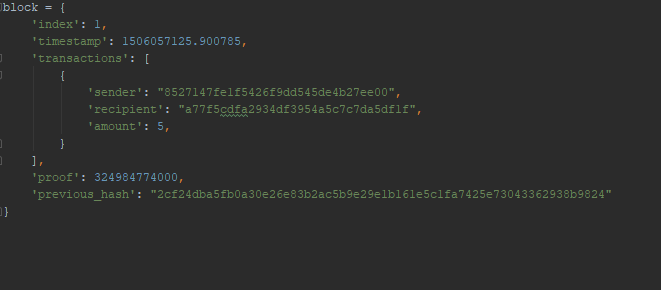 block = {
    'index': 1,
    'timestamp': 1506057125.900785,
    'transactions': [
        {
            'sender': "8527147fe1f5426f9dd545de4b27ee00",
            'recipient': "a77f5cdfa2934df3954a5c7c7da5df1f",
            'amount': 5,
        }
    ],
    'proof': 324984774000,
    'previous_hash': "2cf24dba5fb0a30e26e83b2ac5b9e29e1b161e5c1fa7425e73043362938b9824"
}